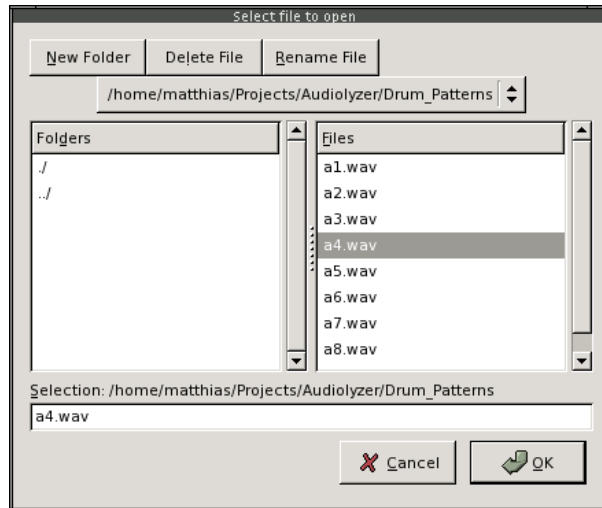 Select file to open
New Folder Delete File Rename File
/home/matthias/Projects/Audiolyzer/Drum_Patterns
Folders
./
../
Files
a1.wav
a2.wav
a3.wav
a4.wav
a5.wav
a6.wav
a7.wav
a8.wav
Selection: /home/matthias/Projects/Audiolyzer/Drum_Patterns
a4.wav
Cancel OK